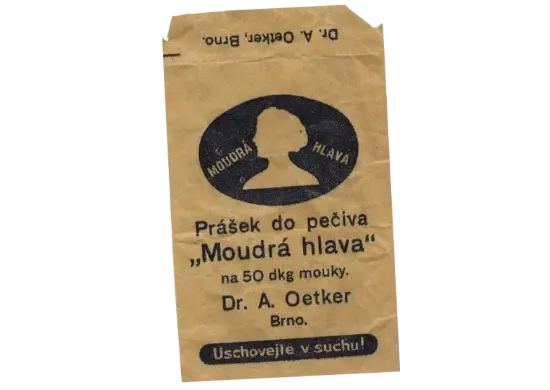 Dr. A. Oetker, Brno.
MOUDRÁ HLAVA
Prášek do pečiva
„Moudrá hlava“
na 50 dkg mouky.
Dr. A. Oetker
Brno.
Uschovejte v suchu!